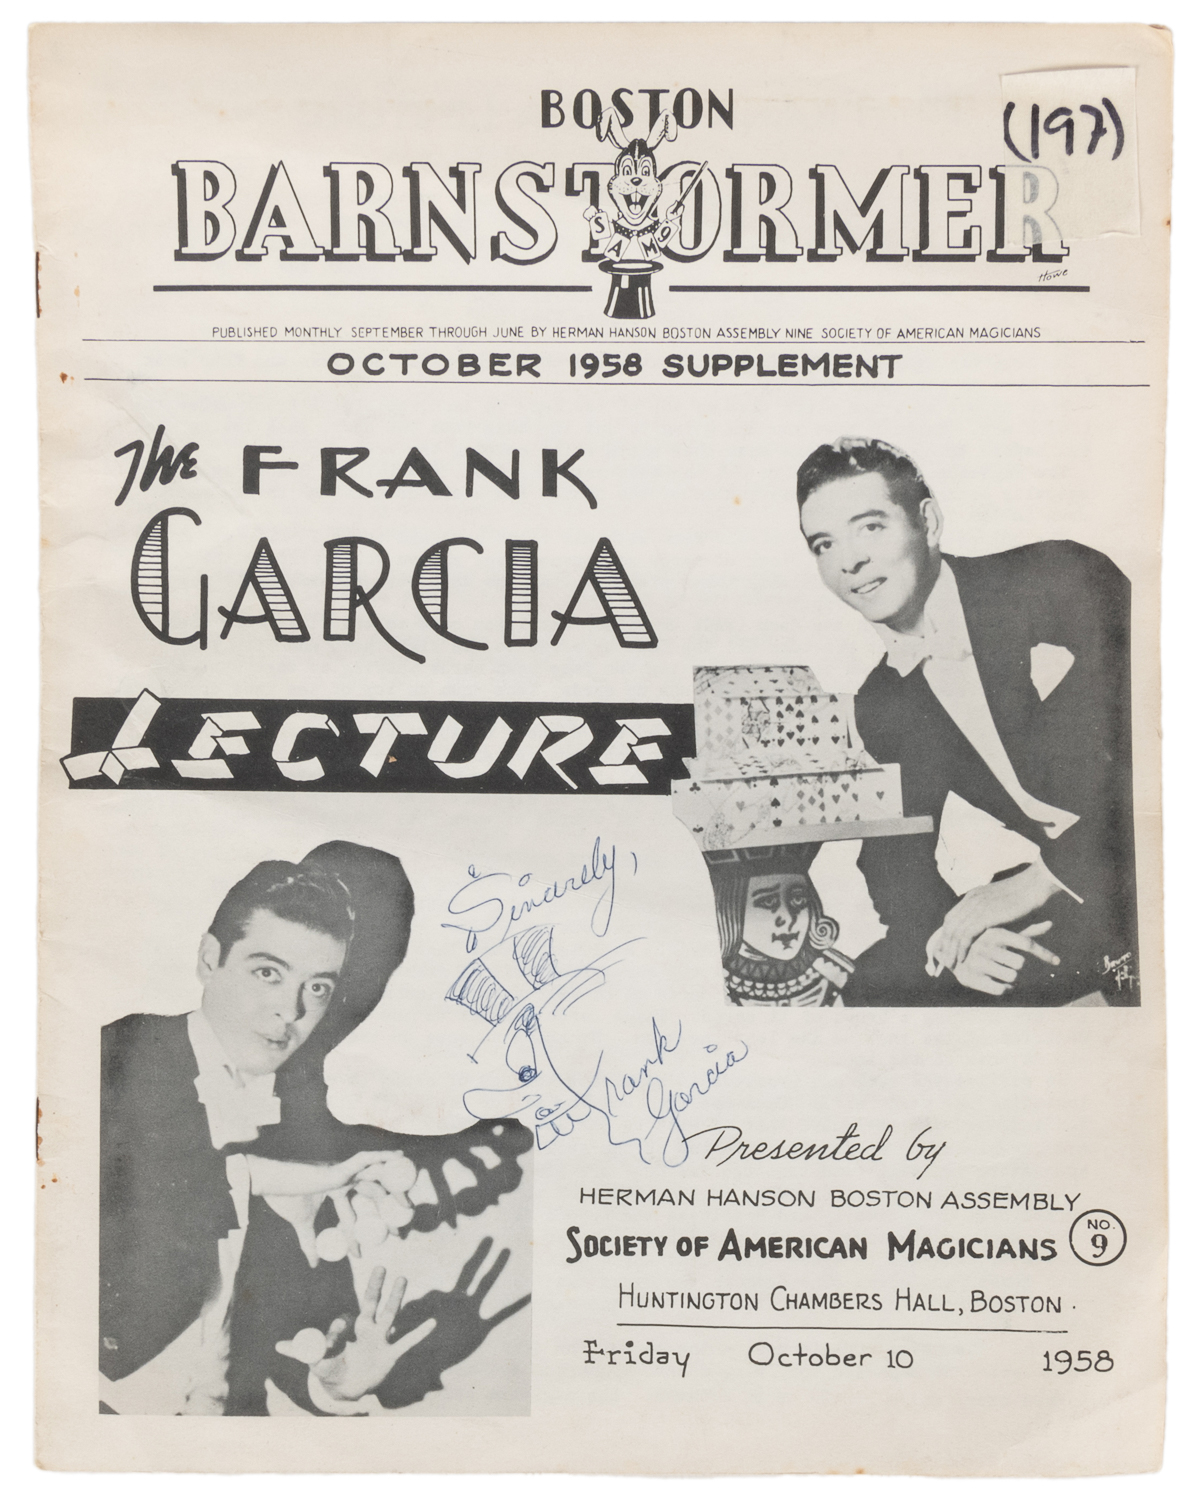 BOSTON
(197)
BARNSTORMER
SAM
Howe
PUBLISHED MONTHLY SEPTEMBER THROUGH JUNE BY HERMAN HANSON BOSTON ASSEMBLY NINE SOCIETY OF AMERICAN MAGICIANS
OCTOBER 1958 SUPPLEMENT
The FRANK
GARCIA
LECTURE
Sincerely,
Frank
Garcia
Presented by
HERMAN HANSON BOSTON ASSEMBLY
SOCIETY OF AMERICAN MAGICIANS NO. 9
HUNTINGTON CHAMBERS HALL, BOSTON.
Friday October 10 1958